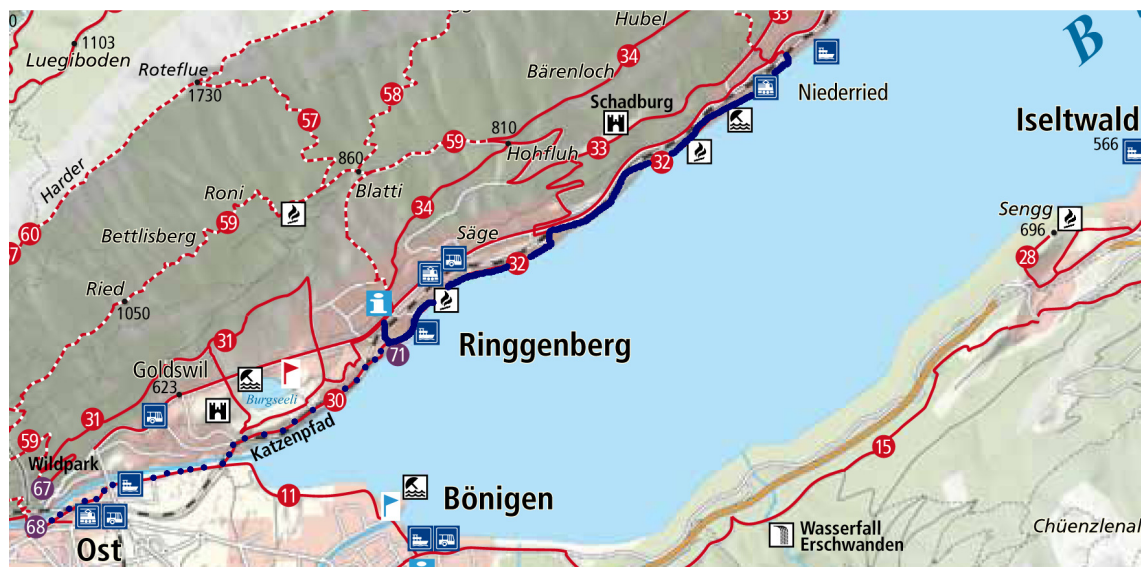 Hubel
33
1103
Luegiboden
34
Roteflue
1730
Bärenloch
58
Schadburg
Niederried
B
57
Iseltwald
566
810
59
33
Hohfluh
32
Harder
860
Blatti
Roni
34
Sengg
696
59
Säge
60
Bettlisberg
32
28
7
Ried
1050
i
31
Ringgenberg
71
Goldswil
623
Burgseeli
30
15
31
Katzenpfad
59
Wildpark
67
11
Bönigen
68
Ost
Wasserfall
Erschwanden
Chüenzlenal